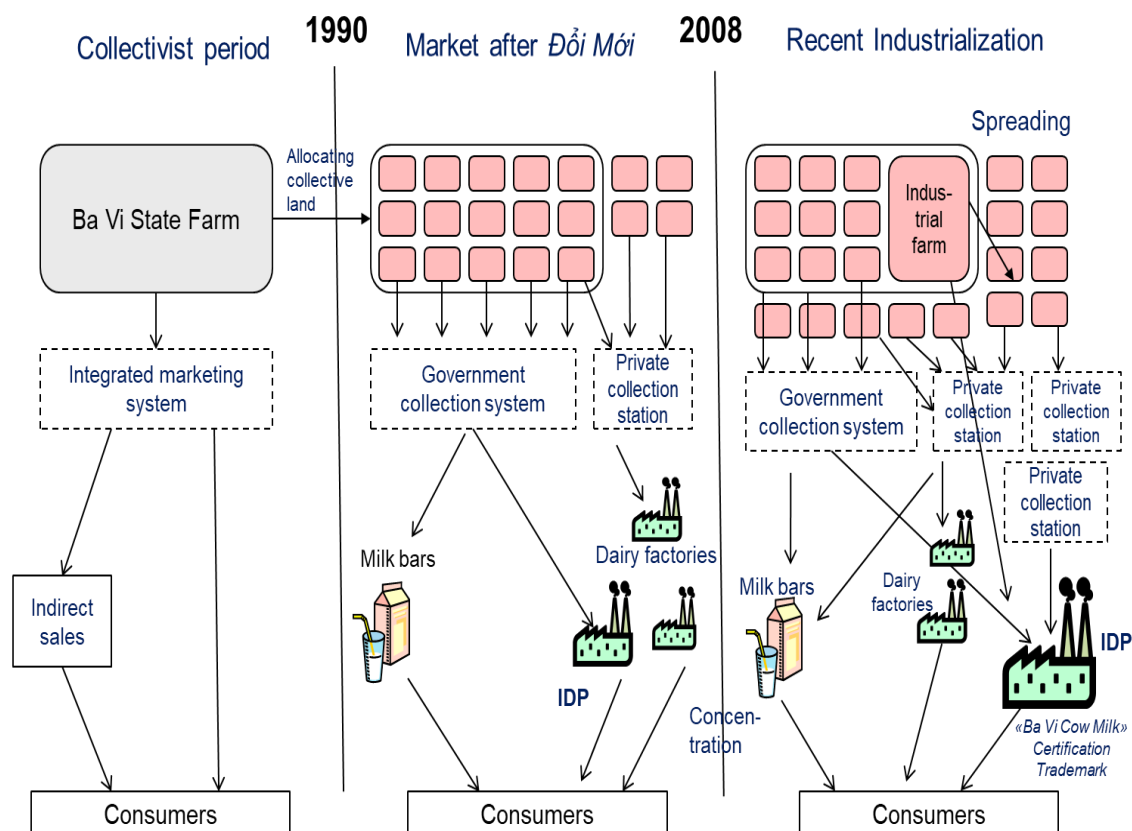 Collectivist period
1990
Market after Đổi Mới
2008
Recent Industrialization
Ba Vi State Farm
Integrated marketing
system
Indirect
sales
Consumers
Allocating
collective
land
Government
collection system
Private
collection
station
Milk bars
Dairy factories
IDP
Consumers
Concen-
tration
Spreading
Indus-
trial
farm
Government
collection system
Private
collection
station
Private
collection
station
Private
collection
station
Milk bars
Dairy
factories
IDP
«Ba Vi Cow Milk»
Certification
Trademark
Consumers